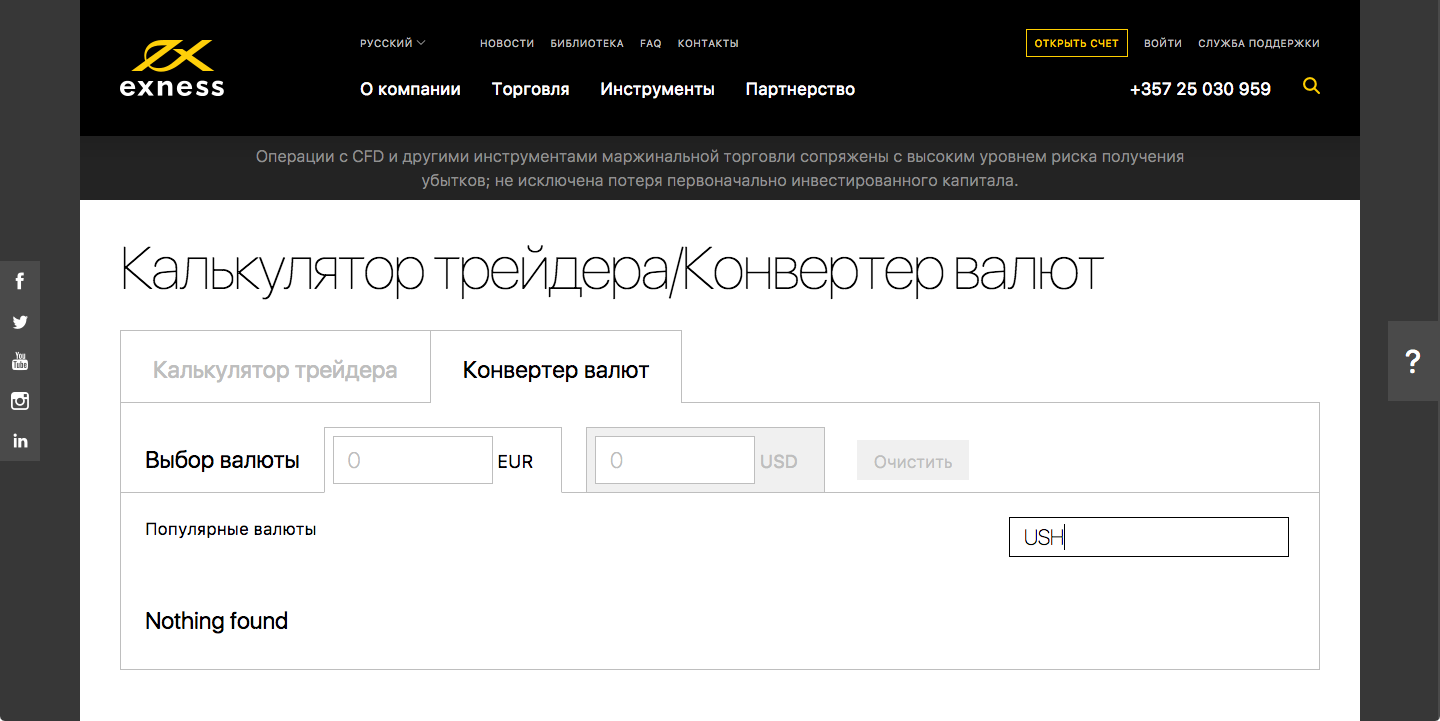 exness
РУССКИЙ
НОВОСТИ БИБЛИОТЕКА FAQ КОНТАКТЫ
ОТКРЫТЬ СЧЕТ ВОЙТИ СЛУЖБА ПОДДЕРЖКИ
О компании Торговля Инструменты Партнерство
+357 25 030 959
Операции с CFD и другими инструментами маржинальной торговли сопряжены с высоким уровнем риска получения
убытков; не исключена потеря первоначально инвестированного капитала.
Калькулятор трейдера/Конвертер валют
f
You
Tube
in
?
Калькулятор трейдера Конвертер валют
Выбор валюты 0 EUR 0 USD Очистить
Популярные валюты
USH
Nothing found